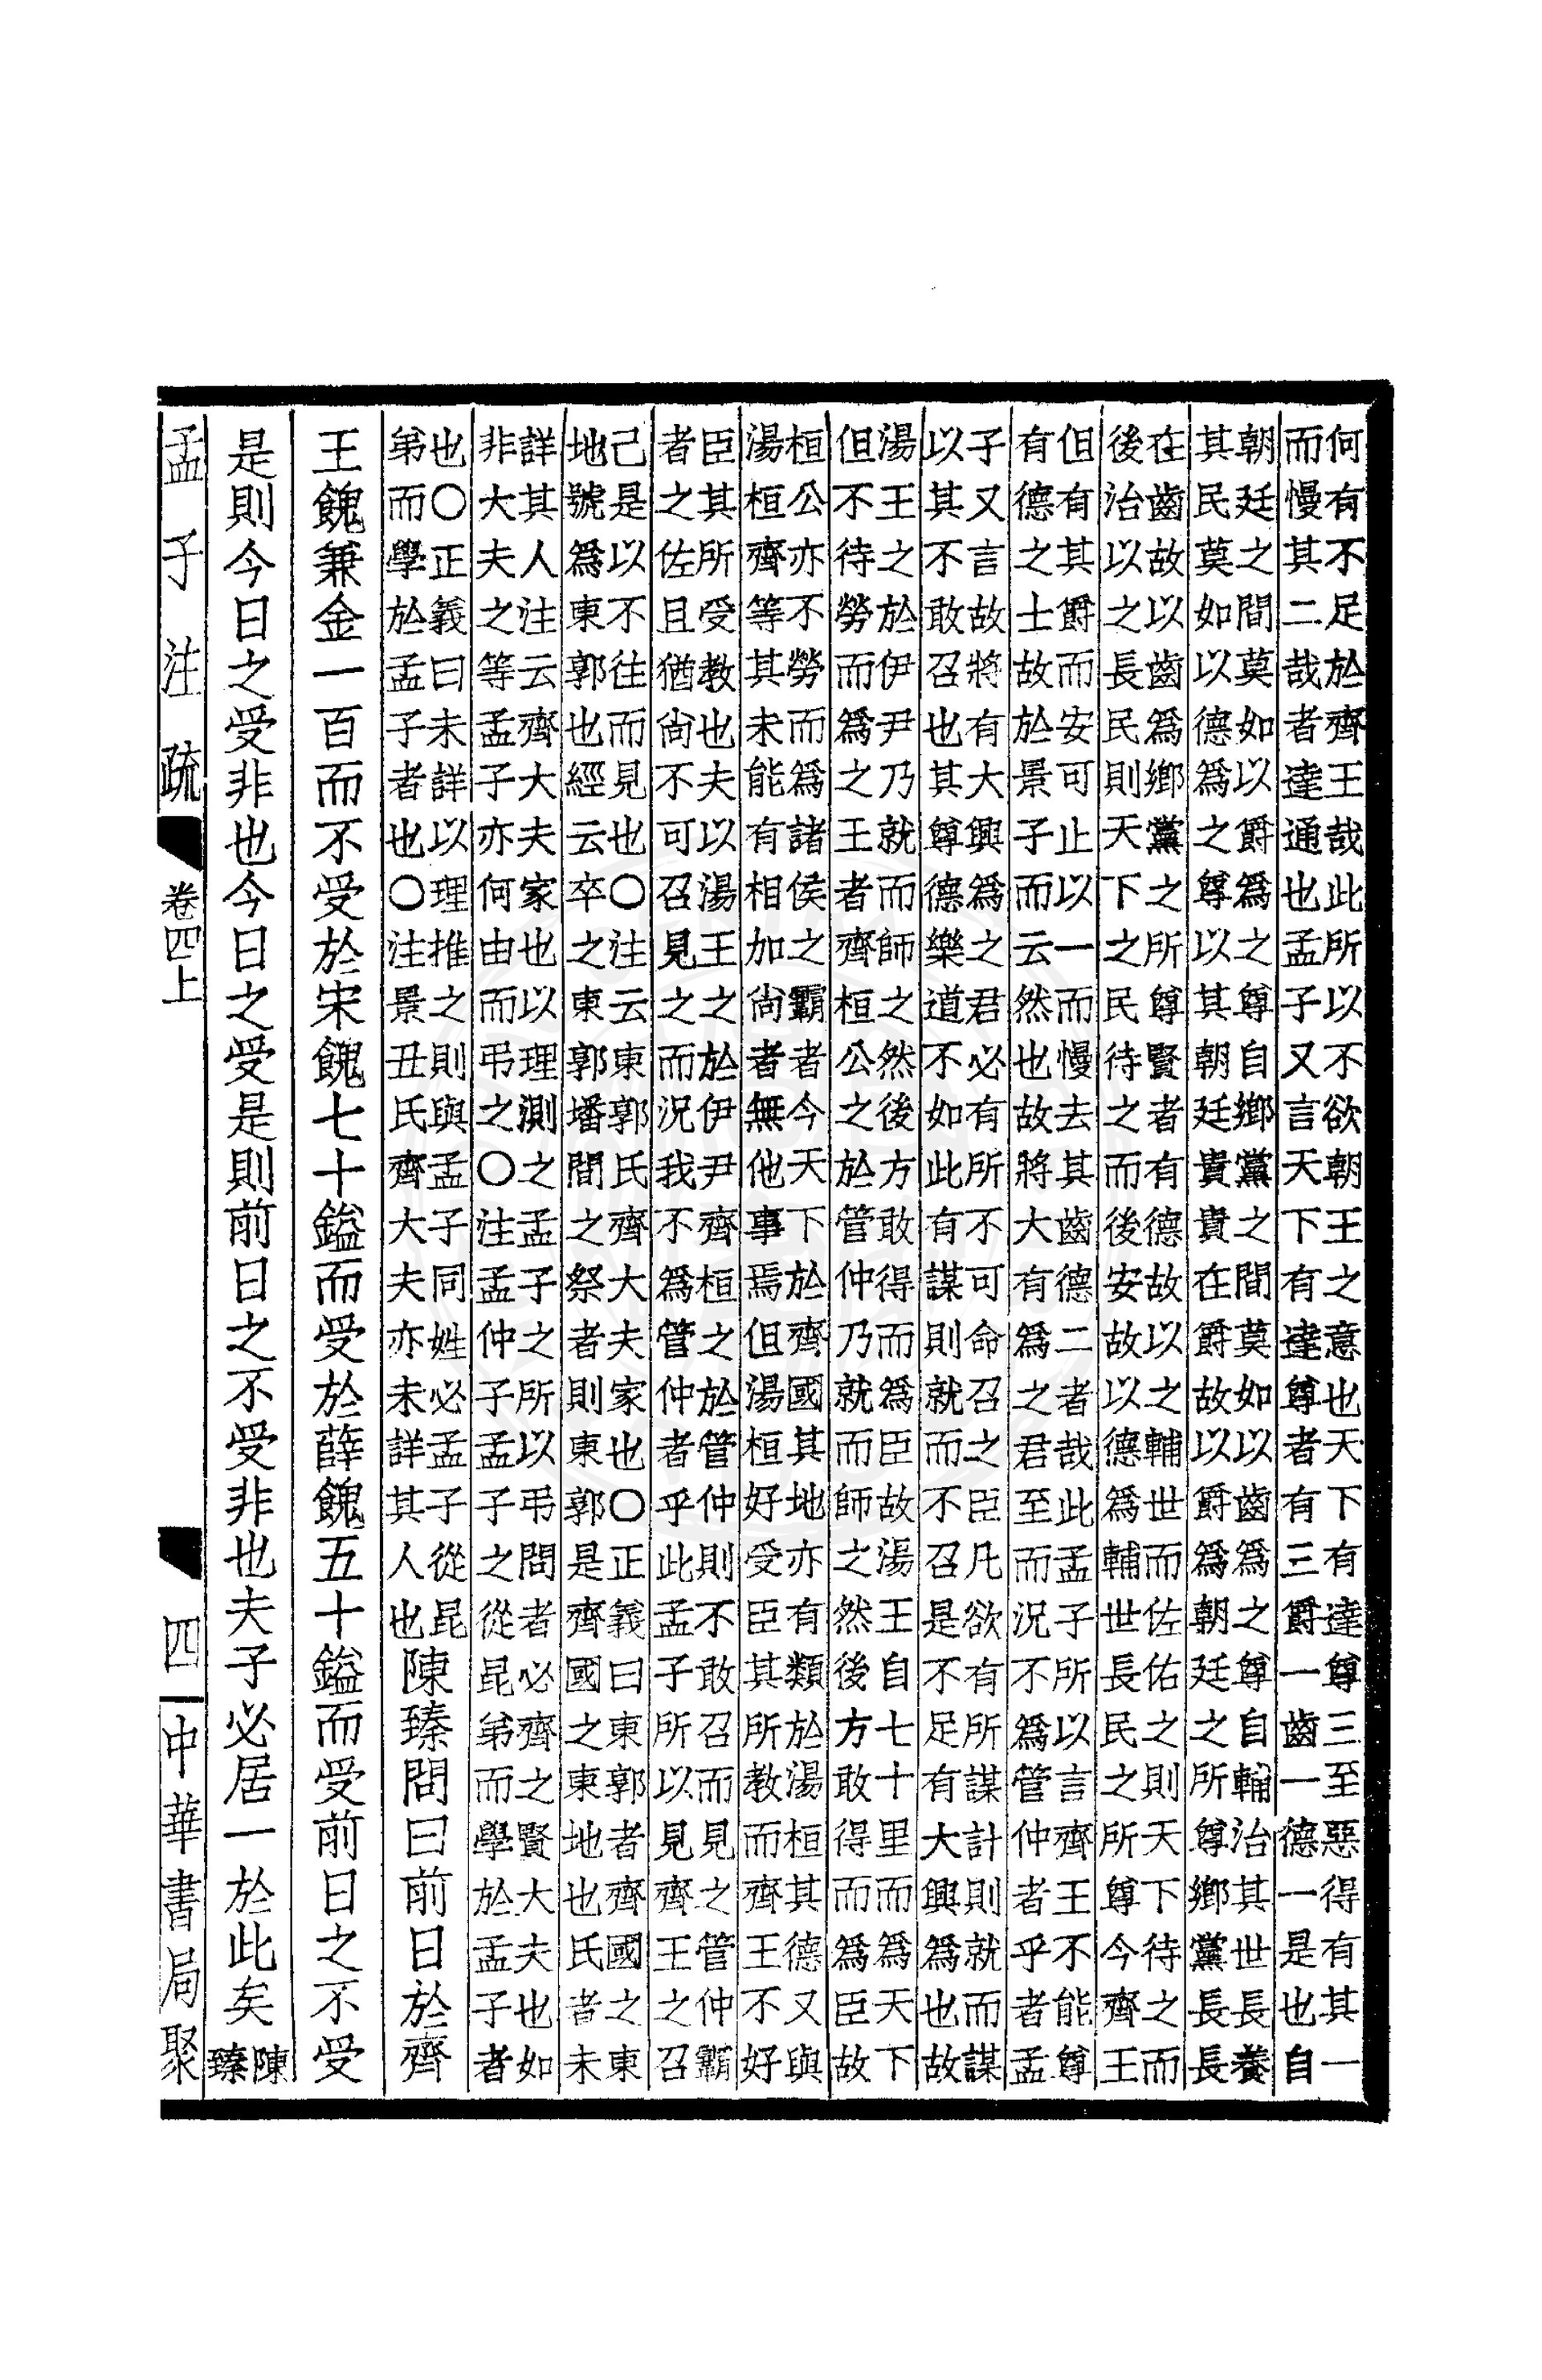 何有不足於齊王哉此所以不欲朝王之意也天下有達尊三至惡得有其一
而慢其二哉者達通也孟子又言天下有達尊者有三爵一齒一德一是也自
朝廷之間莫如以爵爲之尊自鄉黨之間莫如以齒爲之尊自輔治其世長養
其民莫如以德爲之尊以其朝廷貴貴在爵故以爵爲朝廷之所尊鄉黨長長
在齒故以齒爲鄉黨之所尊賢者有德故以之輔世而佐佑之則天下待之而
後治以之長民則天下之民待之而後安故以德爲輔世長民之所尊今齊王
但有其爵而安可止以一而慢去其齒德二者哉此孟子所以言齊王不能尊
有德之士故於景子而云然也故將大有爲之君至而況不爲管仲者乎者孟
子又言故將有大興爲之君必有所不可命召之臣凡欲有所謀計則就而謀
以其不敢召也其尊德樂道不如此有謀則就而不召是不足有大興爲也故
湯王之於伊尹乃就而師之然後方敢得而爲臣故湯王自七十里而爲天下
但不待勞而爲之王者齊桓公之於管仲乃就而師之然後方敢得而爲臣故
桓公亦不勞而爲諸侯之霸者今天下於齊國其地亦有類於湯桓其德又與
湯桓齊等其未能有相加尙者無他事焉但湯桓好受臣其所教而齊王不好
臣其所受教也夫以湯王之於伊尹齊桓之於管仲則不敢召而見之管仲霸
者之佐且猶尙不可召見之而況我不爲管仲者乎此孟子所以見齊王之召
己是以不往而見也〇注云東郭氏齊大夫家也〇正義曰東郭者齊國之東
地號爲東郭也經云卒之東郭墦間之祭者則東郭是齊國之東地也氏者未
詳其人注云齊大夫家也以理測之孟子之所以弔問者必齊之賢大夫也如
非大夫之等孟子亦何由而弔之〇注孟仲子孟子之從昆弟而學於孟子者
也〇正義曰未詳以理推之則與孟子同姓必孟子從昆
弟而學於孟子者也〇注景丑氏齊大夫亦未詳其人也
陳臻問曰前日於齊
王餽兼金一百而不受於宋餽七十鎰而受於薛餽五十鎰而受前日之不受
是則今日之受非也今日之受是則前日之不受非也夫子必居一於此矣
陳
臻
孟子注疏 卷四上 四 中華書局聚